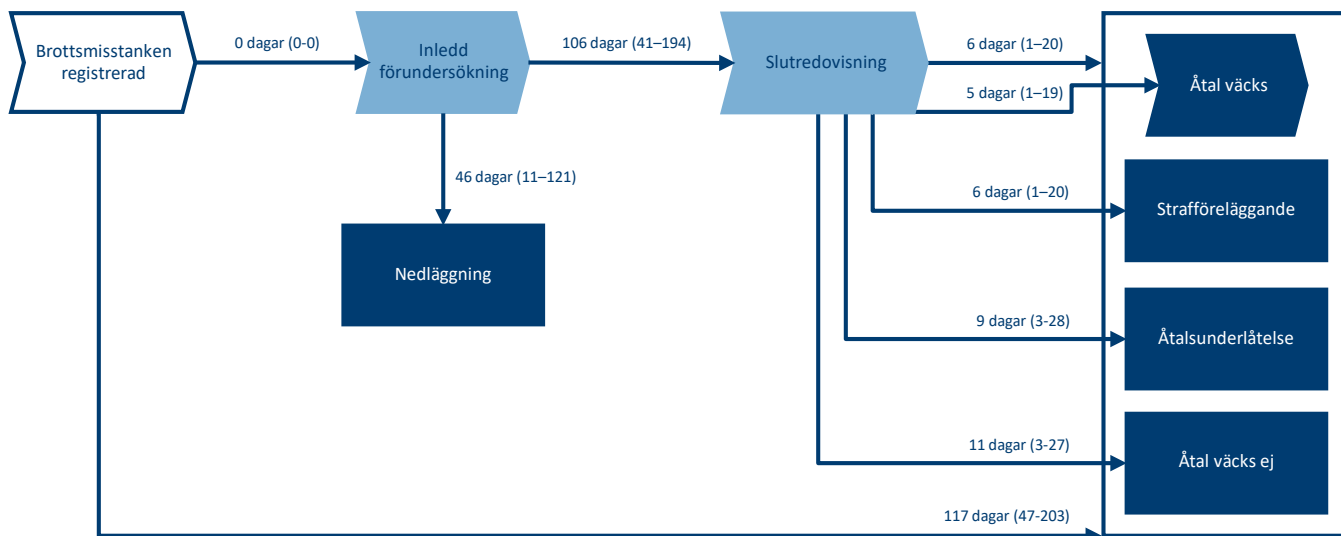 Brottsmisstanken
registrerad
0 dagar (0-0)
Inledd
förundersökning
106 dagar (41–194)
Slutredovisning
6 dagar (1–20)
5 dagar (1–19)
Åtal väcks
46 dagar (11–121)
Nedläggning
6 dagar (1–20)
Strafföreläggande
9 dagar (3-28)
Åtalsunderlåtelse
11 dagar (3-27)
Åtal väcks ej
117 dagar (47-203)